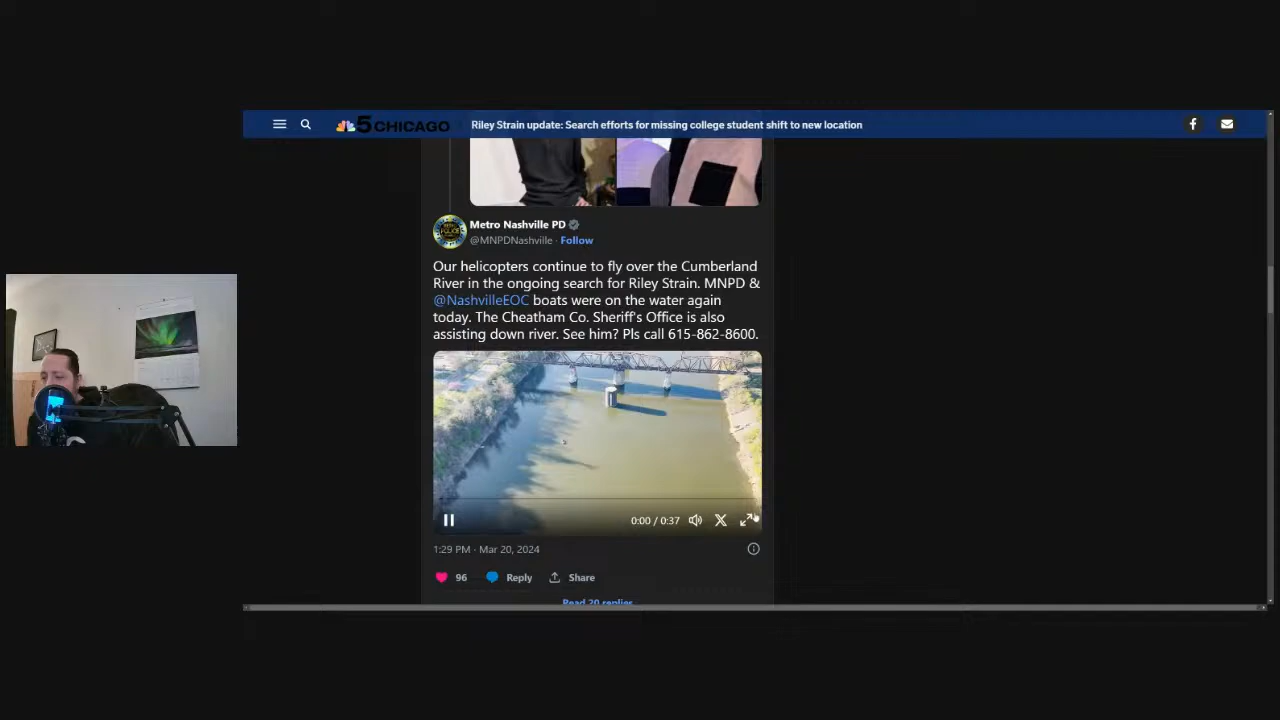 5 CHICAGO
Riley Strain update: Search efforts for missing college student shift to new location
Metro Nashville PD
@MNPDNashville · Follow
Our helicopters continue to fly over the Cumberland
River in the ongoing search for Riley Strain. MNPD &
@NashvilleEOC boats were on the water again
today. The Cheatham Co. Sheriff's Office is also
assisting down river. See him? Pls call 615-862-8600.
0:00 / 0:37
1:29 PM · Mar 20, 2024
96 Reply Share
Read 20 replies